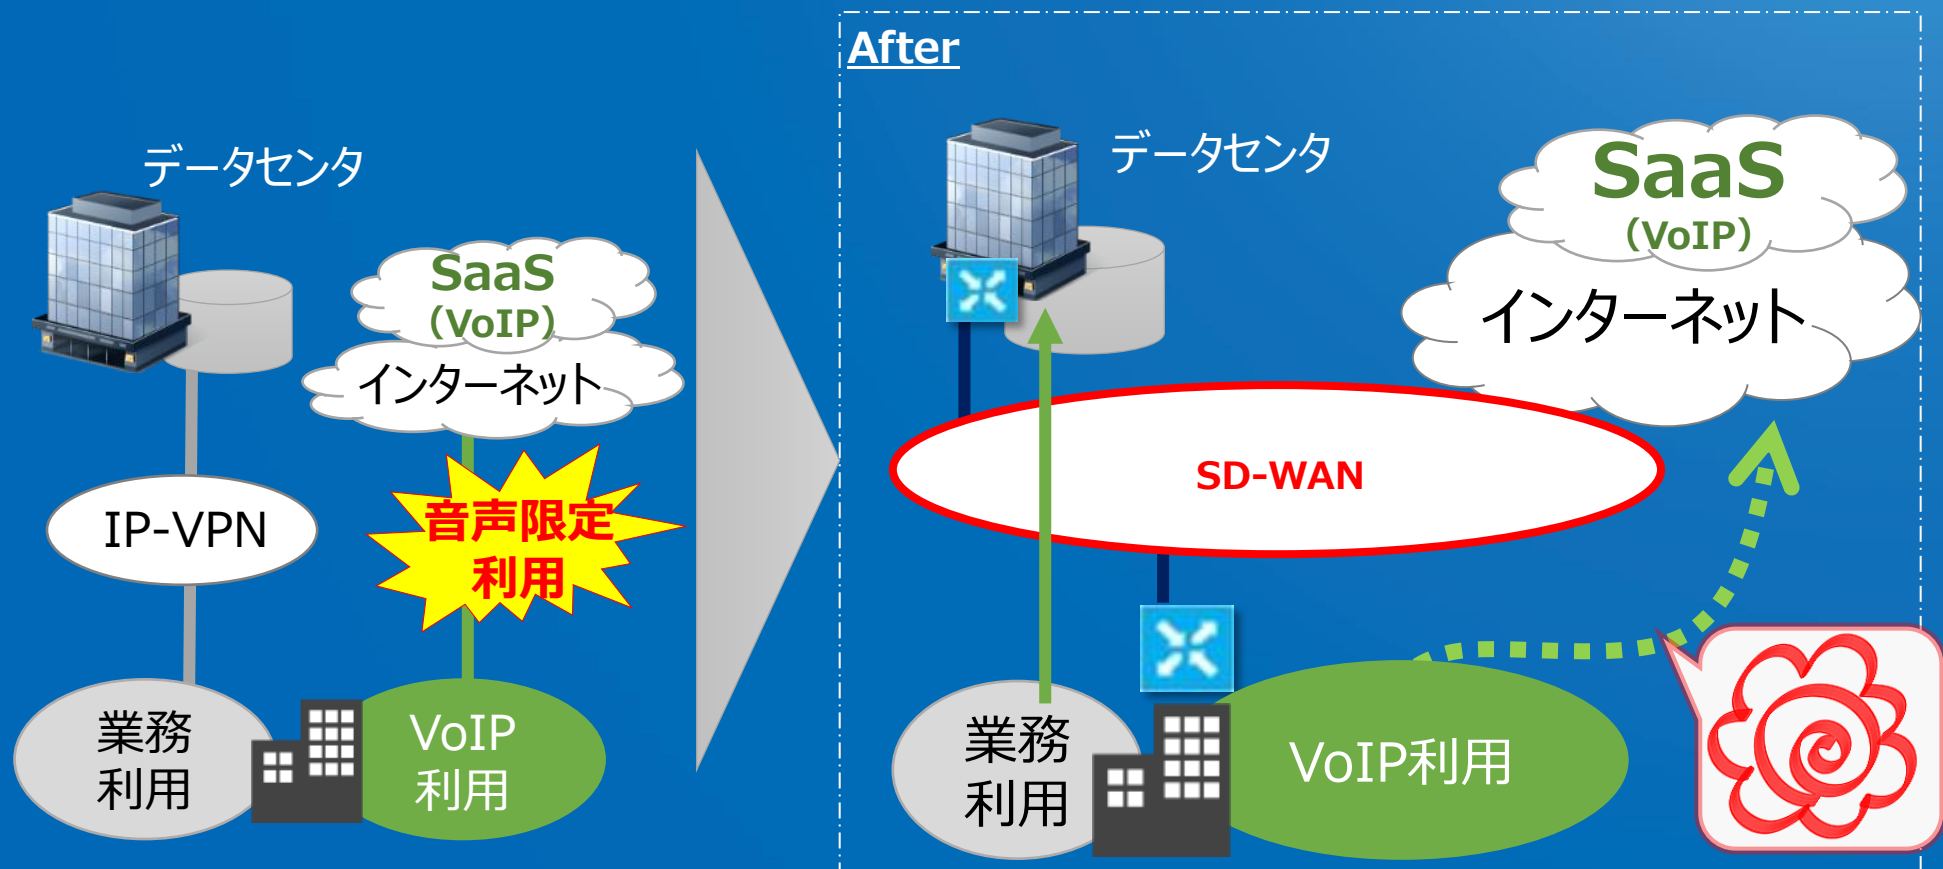 データセンタ
SaaS
（VoIP）
インターネット
IP-VPN
音声限定
利用
業務
利用
VoIP
利用
After
データセンタ
SaaS
（VoIP）
インターネット
SD-WAN
業務
利用
VoIP利用